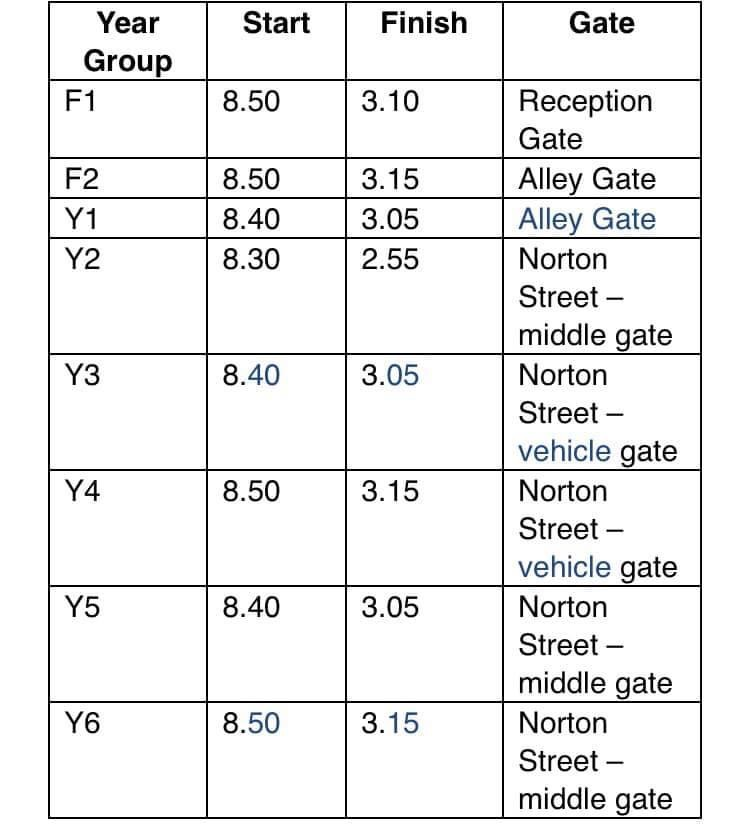 Year Start Finish Gate
Group
F1 8.50 3.10 Reception
Gate
F2 8.50 3.15 Alley Gate
Y1 8.40 3.05 Alley Gate
Y2 8.30 2.55 Norton
Street –
middle gate
Y3 8.40 3.05 Norton
Street –
vehicle gate
Y4 8.50 3.15 Norton
Street –
vehicle gate
Y5 8.40 3.05 Norton
Street –
middle gate
Y6 8.50 3.15 Norton
Street –
middle gate